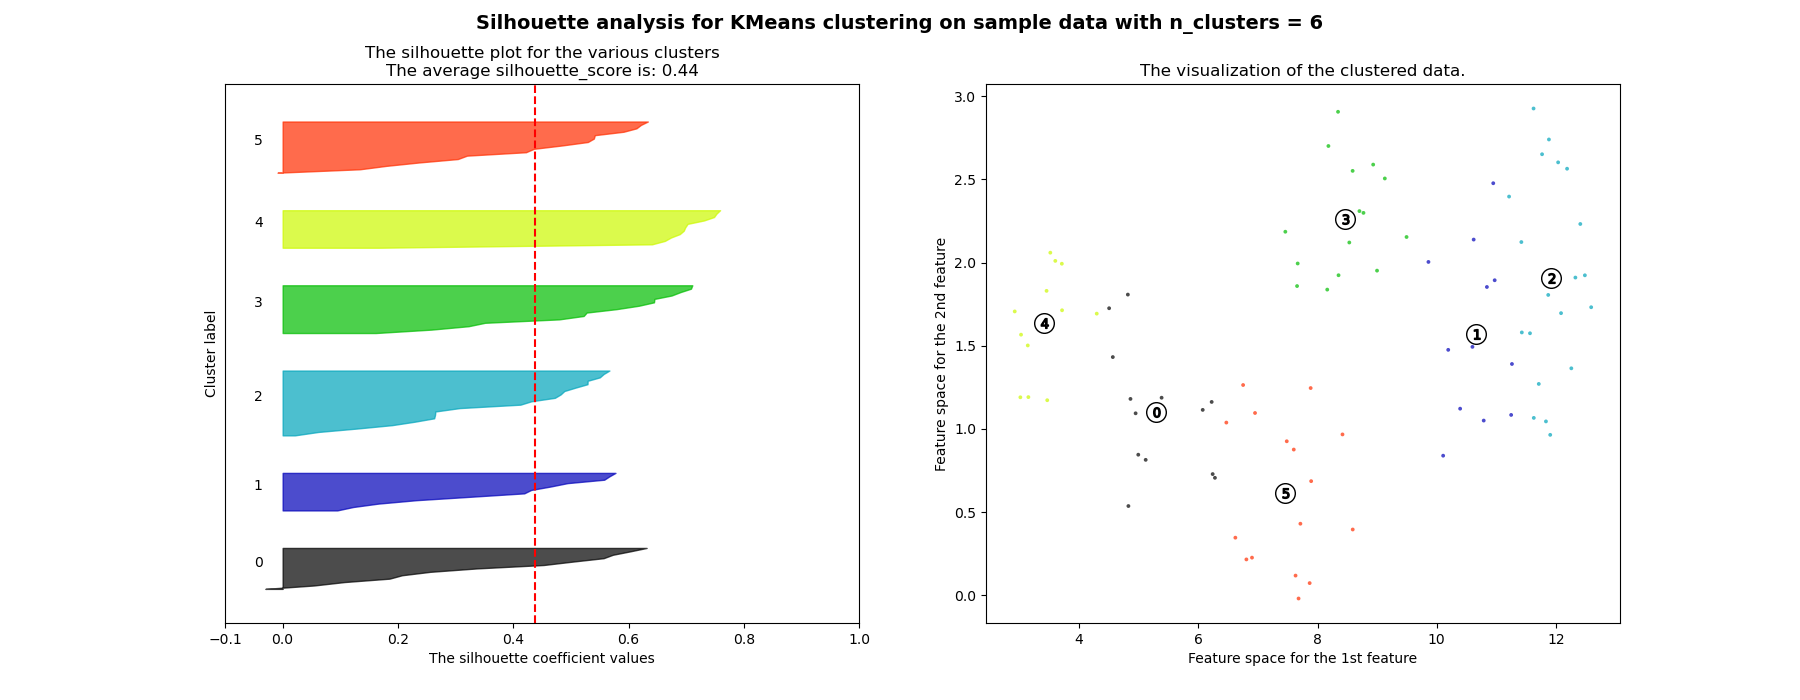 Silhouette analysis for KMeans clustering on sample data with n_clusters = 6
The silhouette plot for the various clusters
The average silhouette_score is: 0.44
Cluster label
5
4
3
2
1
0
−0.1 0.0 0.2 0.4 0.6 0.8 1.0
The silhouette coefficient values
The visualization of the clustered data.
Feature space for the 2nd feature
3.0
2.5
2.0
1.5
1.0
0.5
0.0
3
2
4
1
0
5
4 6 8 10 12
Feature space for the 1st feature